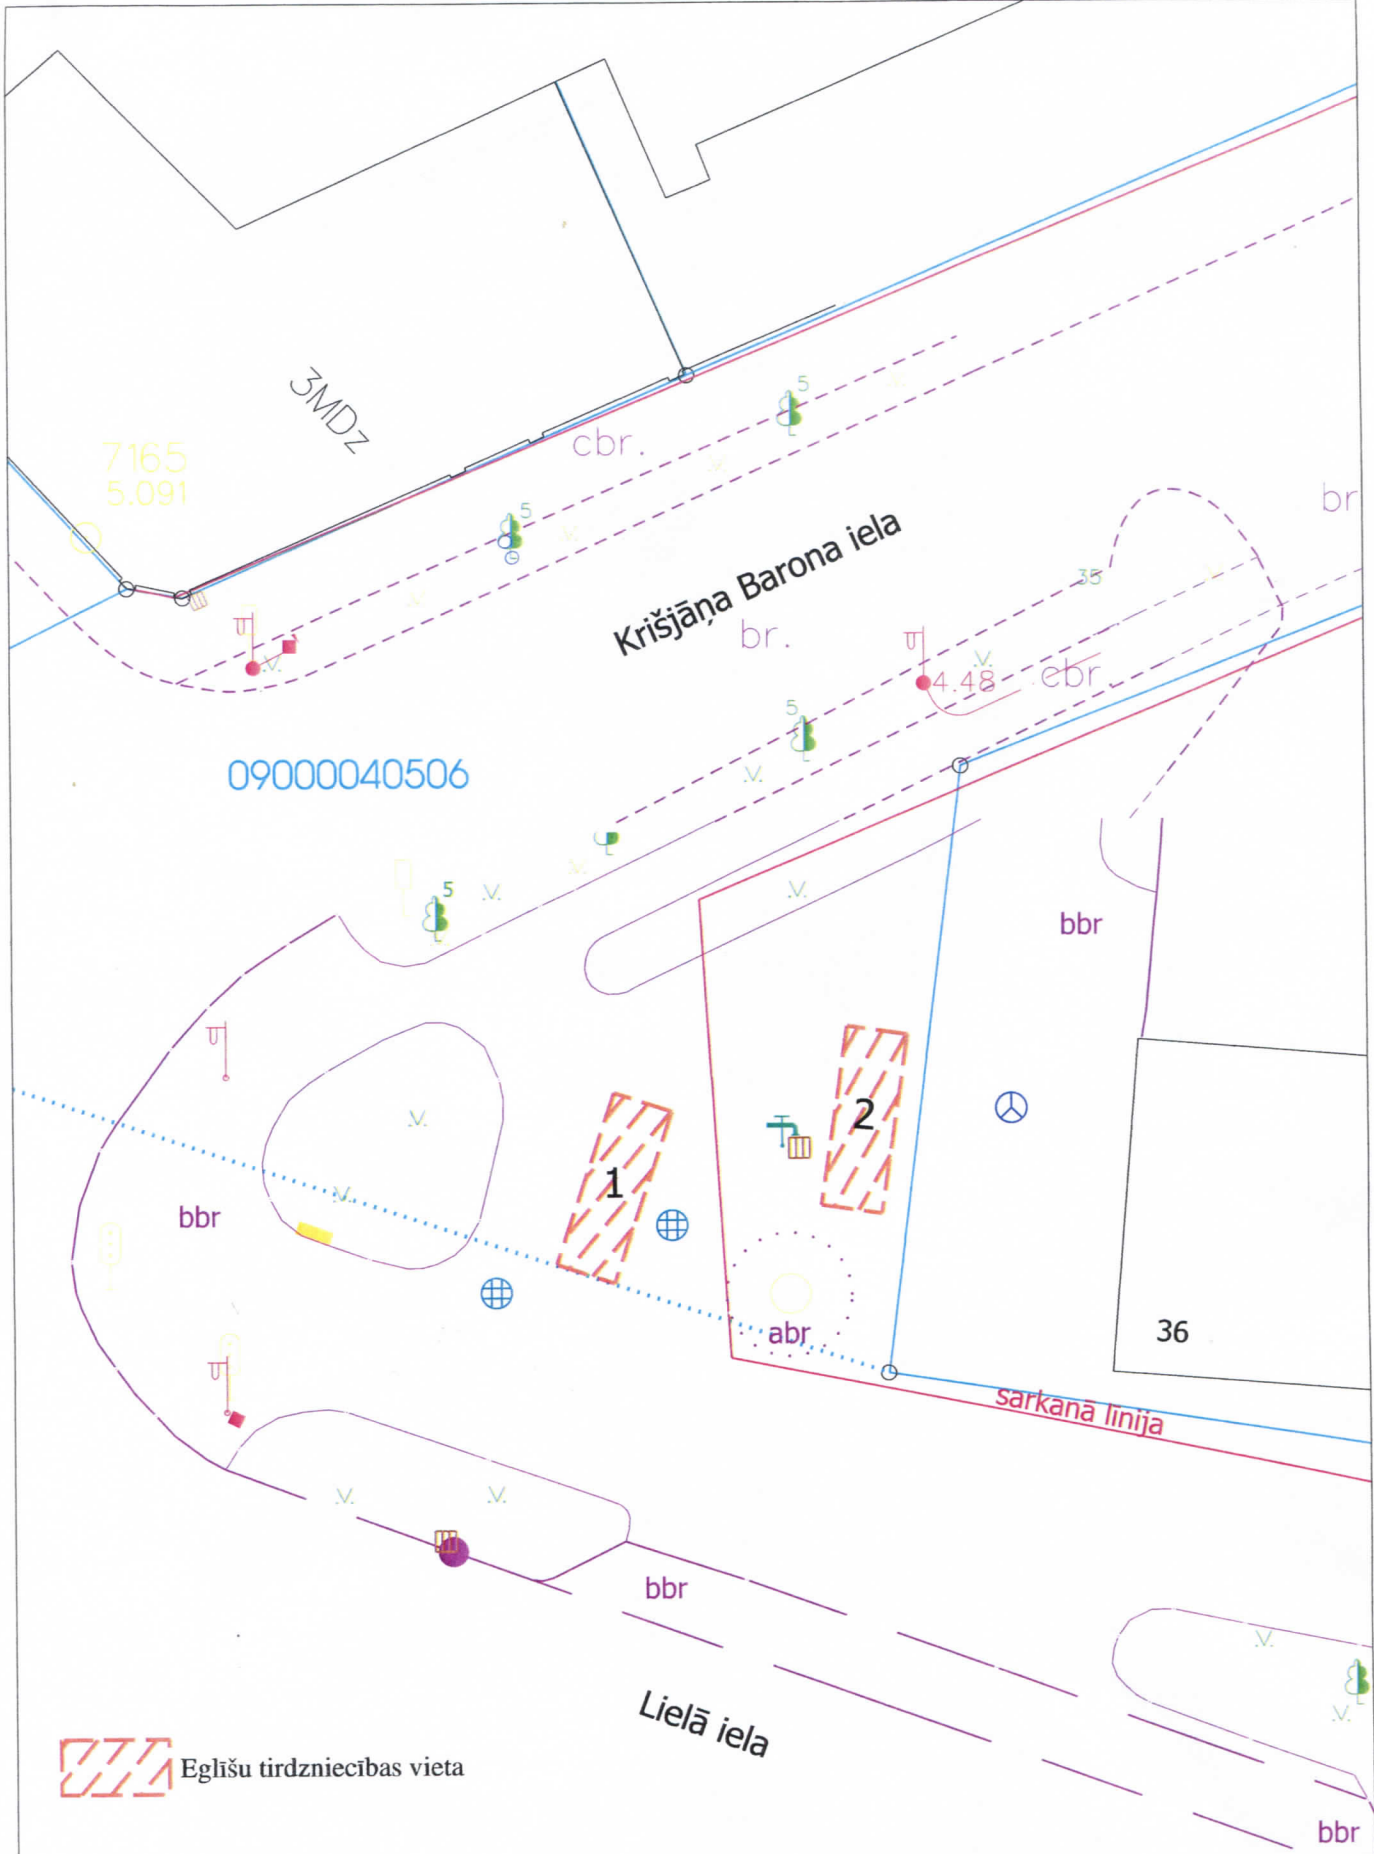 3MDz
7165
5.091
cbr.
5
5
br
Krišjāņa Barona iela
35
br.
4.48
cbr.
5
09000040506
5
bbr
2
1
bbr
abr
36
sarkanā līnija
bbr
Lielā iela
Eglīšu tirdzniecības vieta
bbr